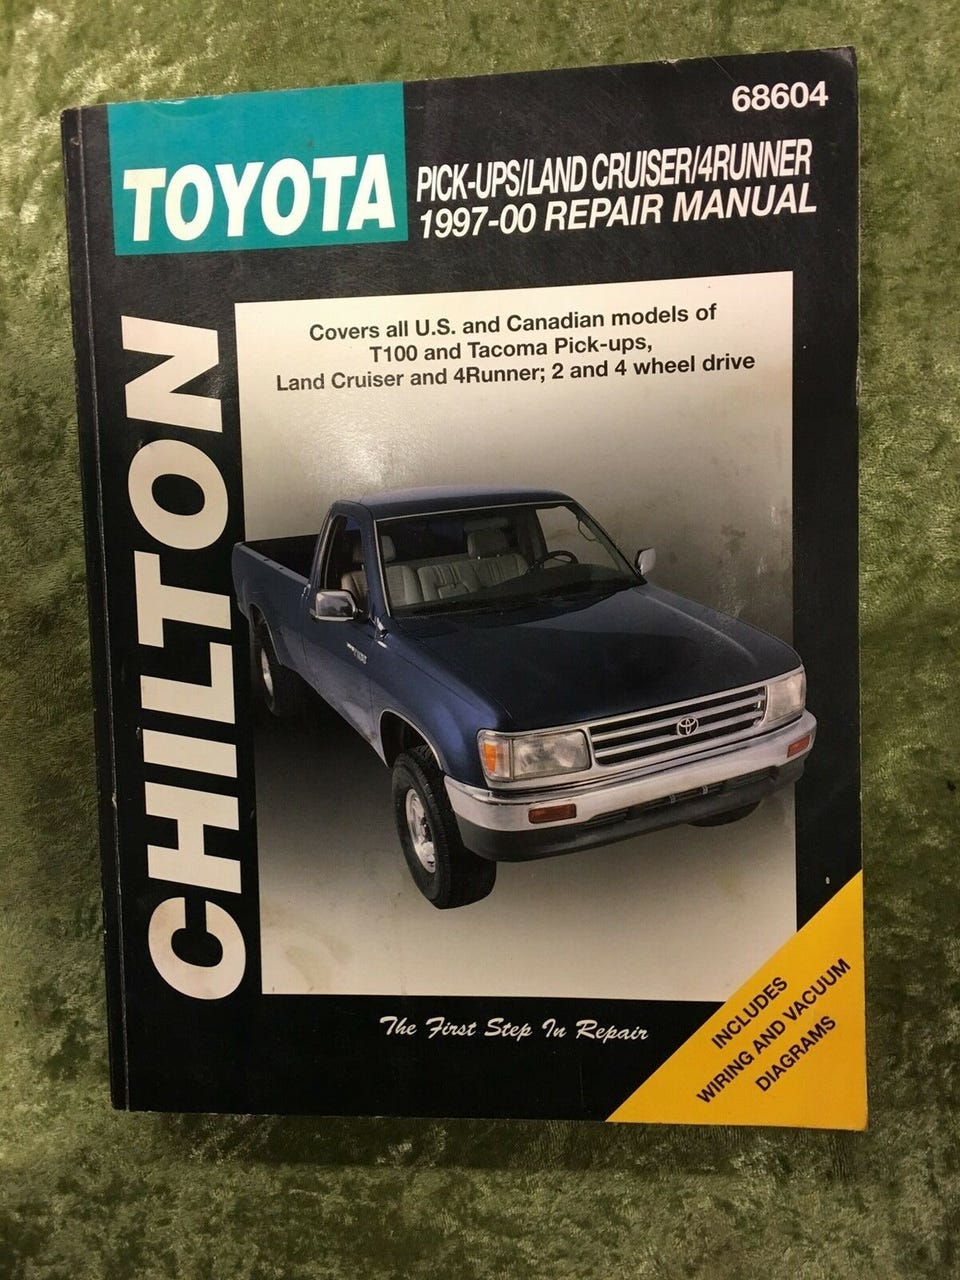 68604
TOYOTA
PICK-UPS/LAND CRUISER/4RUNNER
1997-00 REPAIR MANUAL
Covers all U.S. and Canadian models of
T100 and Tacoma Pick-ups,
Land Cruiser and 4Runner; 2 and 4 wheel drive
CHILTON
The First Step In Repair
INCLUDES
WIRING AND VACUUM
DIAGRAMS